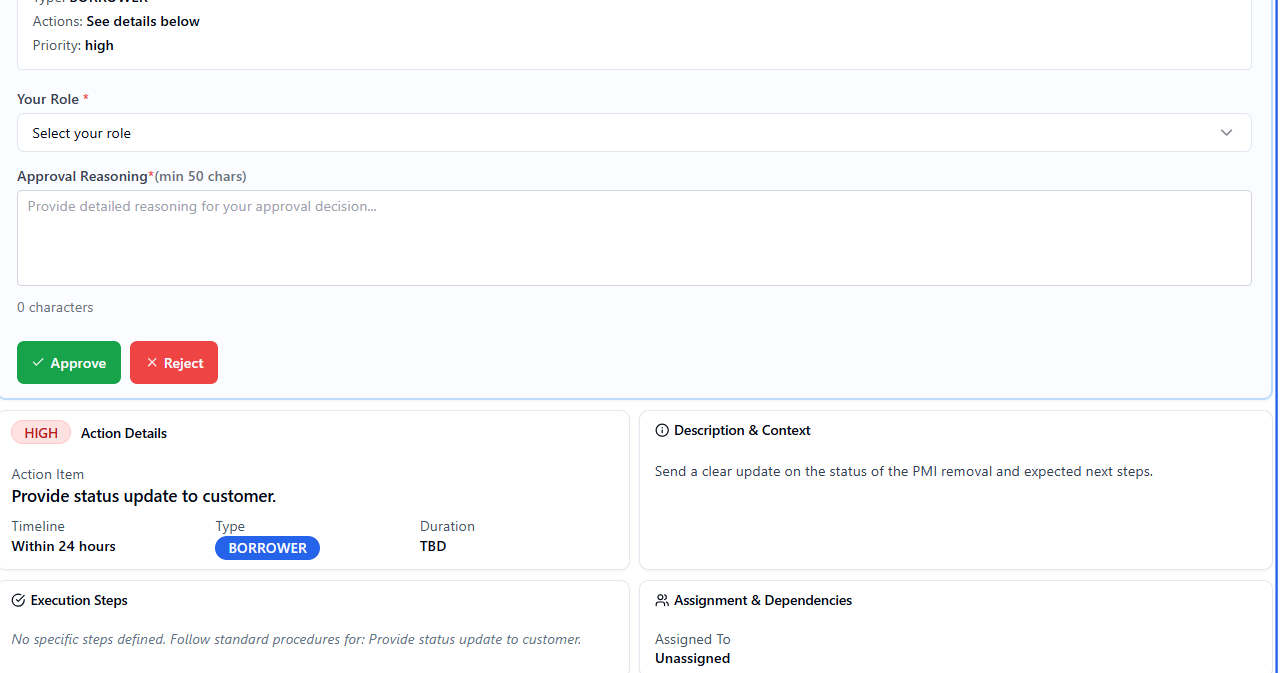 Type: BORROWER
Actions: See details below
Priority: high
Your Role *
Select your role
Approval Reasoning*(min 50 chars)
Provide detailed reasoning for your approval decision...
0 characters
Approve
Reject
HIGH Action Details
Action Item
Provide status update to customer.
Timeline Type Duration
Within 24 hours BORROWER TBD
Description & Context
Send a clear update on the status of the PMI removal and expected next steps.
Execution Steps
No specific steps defined. Follow standard procedures for: Provide status update to customer.
Assignment & Dependencies
Assigned To
Unassigned